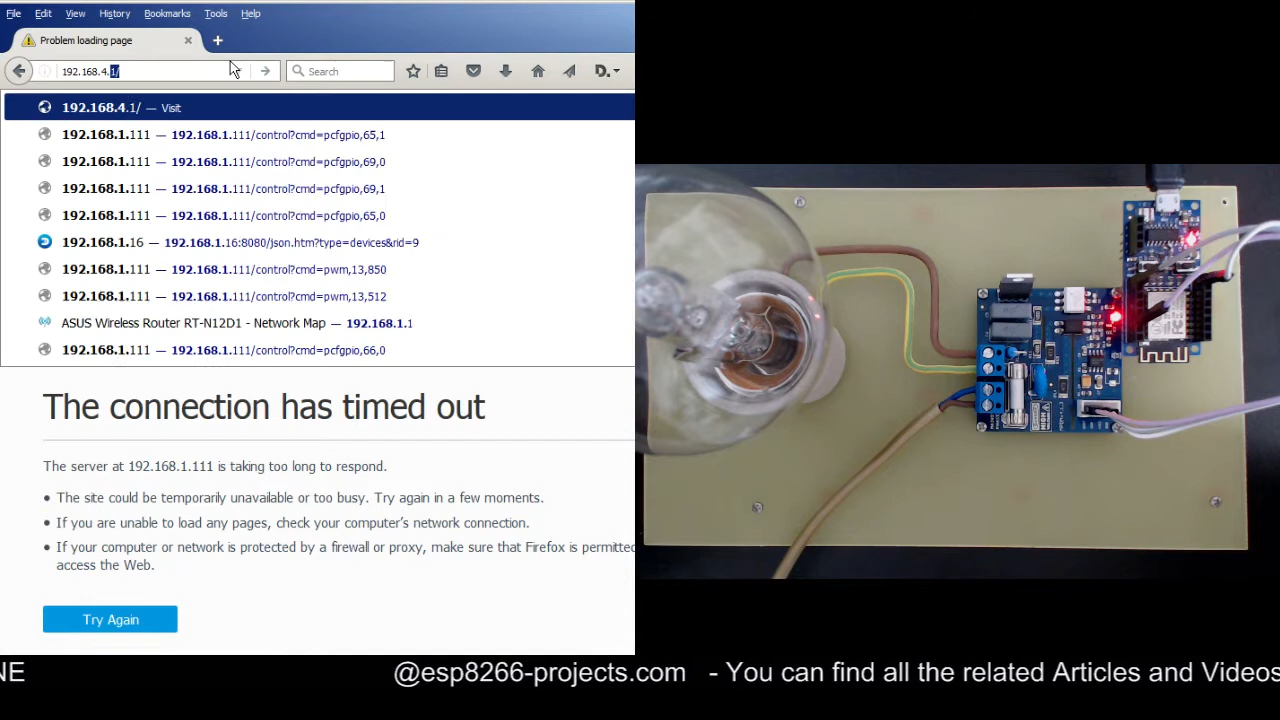 File Edit View History Bookmarks Tools Help
Problem loading page
192.168.4.1/
Search
D.
192.168.4.1/ — Visit
192.168.1.111 — 192.168.1.111/control?cmd=pcfgpio,65,1
192.168.1.111 — 192.168.1.111/control?cmd=pcfgpio,69,0
192.168.1.111 — 192.168.1.111/control?cmd=pcfgpio,69,1
192.168.1.111 — 192.168.1.111/control?cmd=pcfgpio,65,0
192.168.1.16 — 192.168.1.16:8080/json.htm?type=devices&rid=9
192.168.1.111 — 192.168.1.111/control?cmd=pwm,13,850
192.168.1.111 — 192.168.1.111/control?cmd=pwm,13,512
ASUS Wireless Router RT-N12D1 - Network Map — 192.168.1.1
192.168.1.111 — 192.168.1.111/control?cmd=pcfgpio,66,0
The connection has timed out
The server at 192.168.1.111 is taking too long to respond.
The site could be temporarily unavailable or too busy. Try again in a few moments.
If you are unable to load any pages, check your computer's network connection.
If your computer or network is protected by a firewall or proxy, make sure that Firefox is permitted
access the Web.
Try Again
HIGH
NE @esp8266-projects.com - You can find all the related Articles and Videos